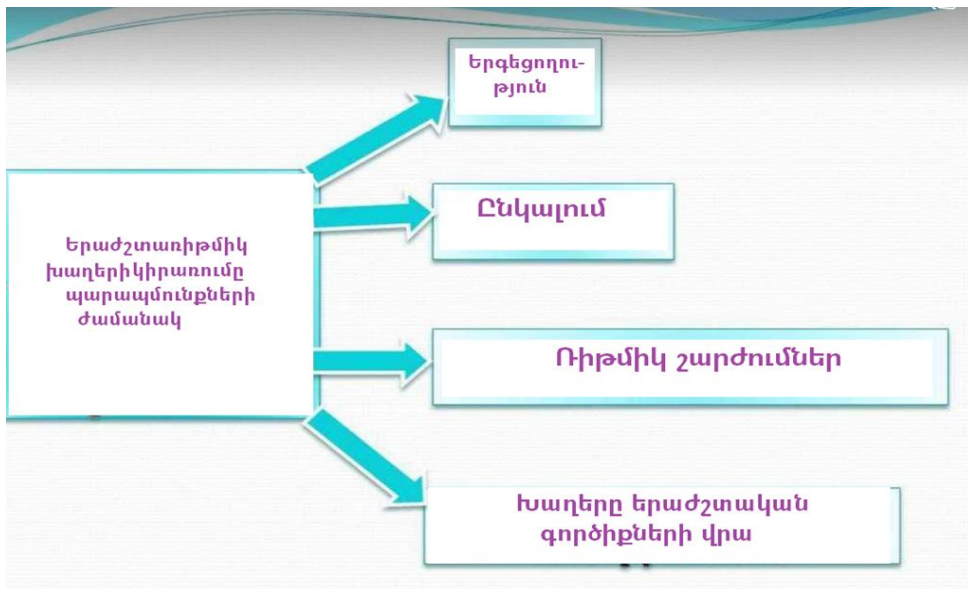 Երգեցողու-
թյուն
Ընկալում
Երաժշտառիթմիկ
խաղերի կիրառումը
պարապմունքների
ժամանակ
Ռիթմիկ շարժումներ
Խաղերը երաժշտական
գործիքների վրա